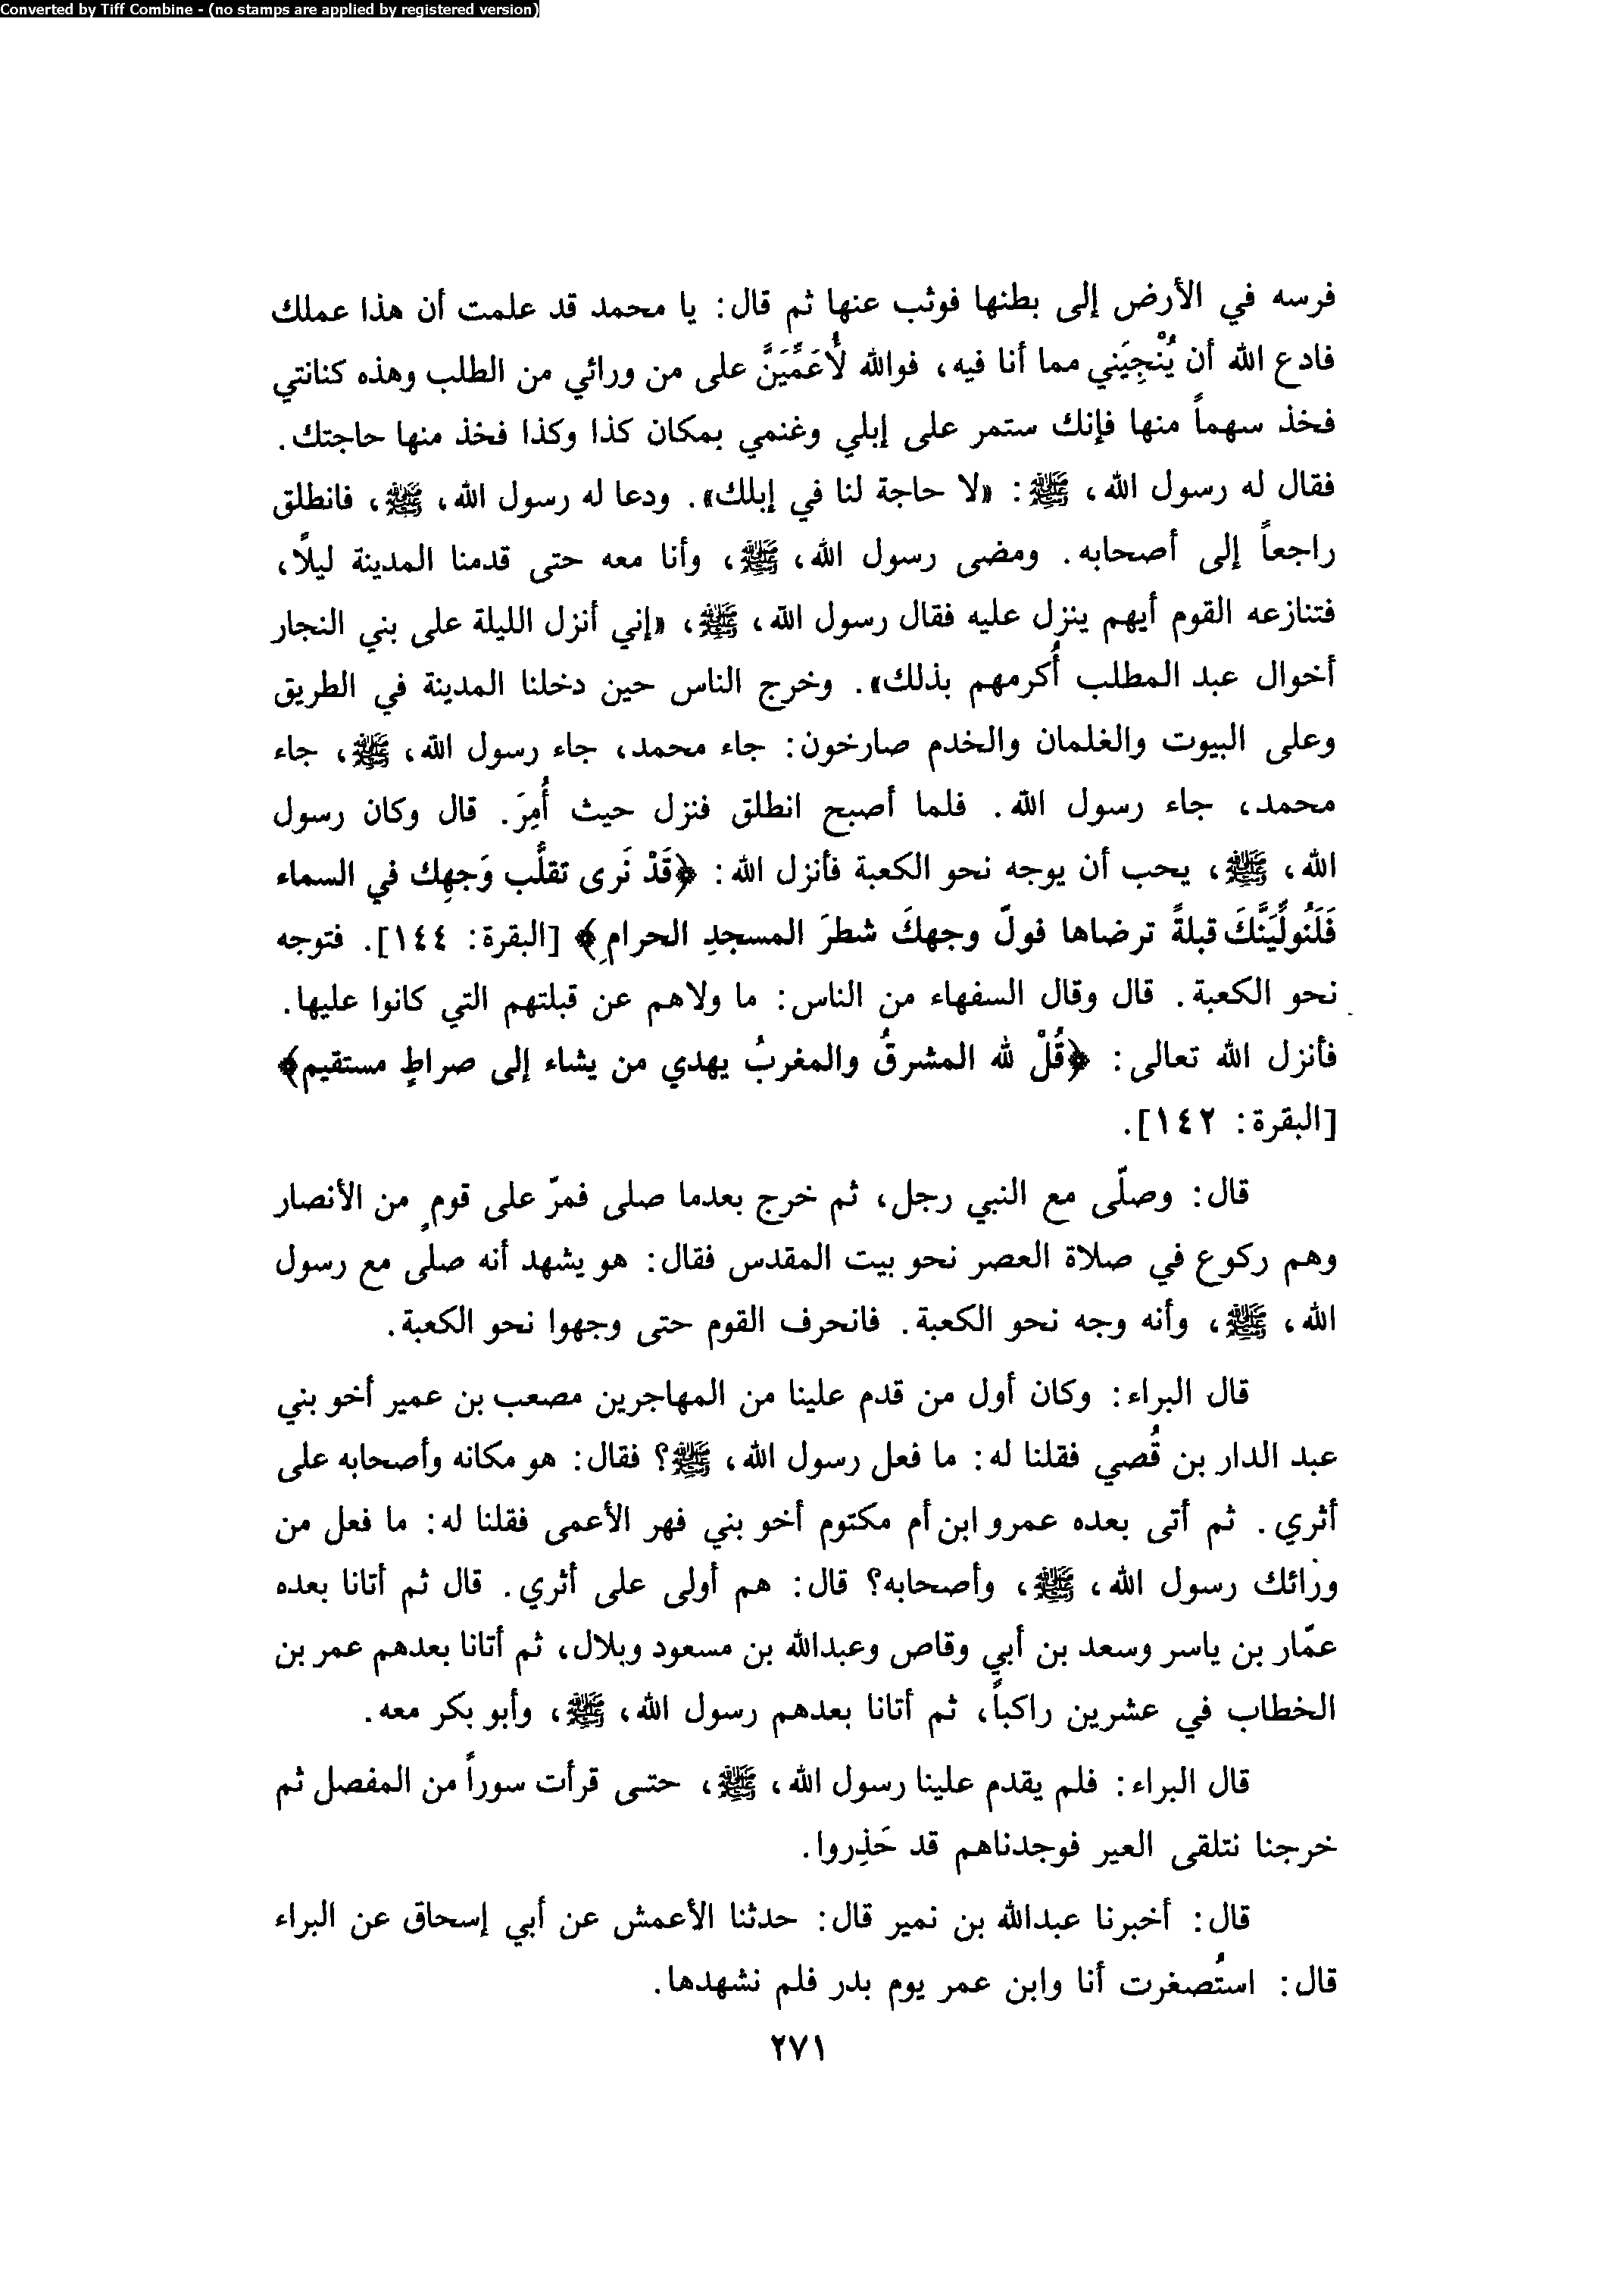 Converted by Tiff Combine - (no stamps are applied by registered version)
فرسه في الأرض إلى بطنها فوثب عنها ثم قال: يا محمد قد علمت أن هذا عملك
فادع الله أن يُنْجِيَني مما أنا فيه، فوالله لأُعَمِّيَنَّ على من ورائي من الطلب وهذه كنانتي
فخذ سهماً منها فإنك ستمر على إبلي وغنمي بمكان كذا وكذا فخذ منها حاجتك.
فقال له رسول الله، ﷺ: «لا حاجة لنا في إبلك». ودعا له رسول الله، ﷺ، فانطلق
راجعاً إلى أصحابه. ومضى رسول الله، ﷺ، وأنا معه حتى قدمنا المدينة ليلًا،
فتنازعه القوم أيهم ينزل عليه فقال رسول الله، ﷺ، «إني أنزل الليلة على بني النجار
أخوال عبد المطلب أُكرمهم بذلك». وخرج الناس حين دخلنا المدينة في الطريق
وعلى البيوت والغلمان والخدم صارخون: جاء محمد، جاء رسول الله، ﷺ، جاء
محمد، جاء رسول الله. فلما أصبح انطلق فنزل حيث أُمِرَ. قال وكان رسول
الله، ﷺ، يحب أن يوجه نحو الكعبة فأنزل الله: ﴿قَدْ نَرى تقلُّب وَجهِك في السماء
فَلَنُولِّيَنَّكَ قبلةً ترضاها فولّ وجهكَ شطرَ المسجدِ الحرامِ﴾ [البقرة: ١٤٤]. فتوجه
نحو الكعبة. قال وقال السفهاء من الناس: ما ولاهم عن قبلتهم التي كانوا عليها.
فأنزل الله تعالى: ﴿قُلْ لله المشرقُ والمغربُ يهدي من يشاء إلى صراطٍ مستقيم﴾
[البقرة: ١٤٢].
قال: وصلّى مع النبي رجل، ثم خرج بعدما صلى فمرّ على قومٍ من الأنصار
وهم ركوع في صلاة العصر نحو بيت المقدس فقال: هو يشهد أنه صلى مع رسول
الله، ﷺ، وأنه وجه نحو الكعبة. فانحرف القوم حتى وجهوا نحو الكعبة.
قال البراء: وكان أول من قدم علينا من المهاجرين مصعب بن عمير أخو بني
عبد الدار بن قُصي فقلنا له: ما فعل رسول الله، ﷺ؟ فقال: هو مكانه وأصحابه على
أثري. ثم أتى بعده عمرو ابن أم مكتوم أخو بني فهر الأعمى فقلنا له: ما فعل من
ورائك رسول الله، ﷺ، وأصحابه؟ قال: هم أولى على أثري. قال ثم أتانا بعده
عمّار بن ياسر وسعد بن أبي وقاص وعبدالله بن مسعود وبلال، ثم أتانا بعدهم عمر بن
الخطاب في عشرين راكباً، ثم أتانا بعدهم رسول الله، ﷺ، وأبو بكر معه.
قال البراء: فلم يقدم علينا رسول الله، ﷺ، حتى قرأت سوراً من المفصل ثم
خرجنا نتلقى العير فوجدناهم قد حَذِروا.
قال: أخبرنا عبدالله بن نمير قال: حدثنا الأعمش عن أبي إسحاق عن البراء
قال: استُصغرت أنا وابن عمر يوم بدر فلم نشهدها.
٢٧١